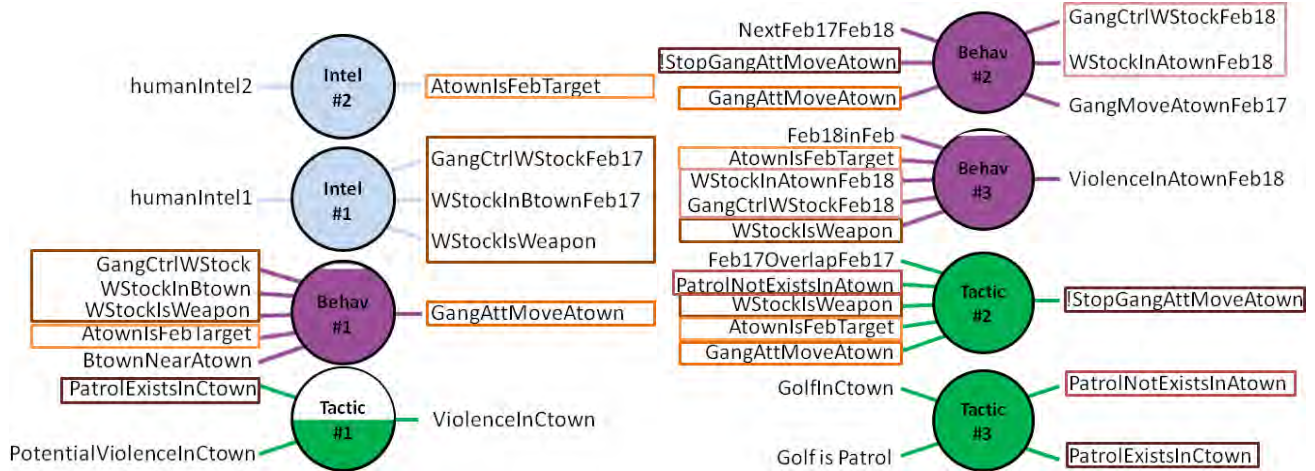 humanIntel2
Intel
#2
AtownIsFebTarget
humanIntel1
Intel
#1
GangCtrlWStockFeb17
WStockInBtownFeb17
WStockIsWeapon
GangCtrlWStock
WStockInBtown
WStockIsWeapon
AtownIsFebTarget
BtownNearAtown
Behav
#1
GangAttMoveAtown
PatrolExistsInCtown
PotentialViolenceInCtown
Tactic
#1
ViolenceInCtown
NextFeb17Feb18
!StopGangAttMoveAtown
GangAttMoveAtown
Behav
#2
GangCtrlWStockFeb18
WStockInAtownFeb18
GangMoveAtownFeb17
Feb18inFeb
AtownIsFebTarget
WStockInAtownFeb18
GangCtrlWStockFeb18
WStockIsWeapon
Behav
#3
ViolenceInAtownFeb18
Feb17OverlapFeb17
PatrolNotExistsInAtown
WStockIsWeapon
AtownIsFebTarget
GangAttMoveAtown
Tactic
#2
!StopGangAttMoveAtown
GolfInCtown
Golf is Patrol
Tactic
#3
PatrolNotExistsInAtown
PatrolExistsInCtown